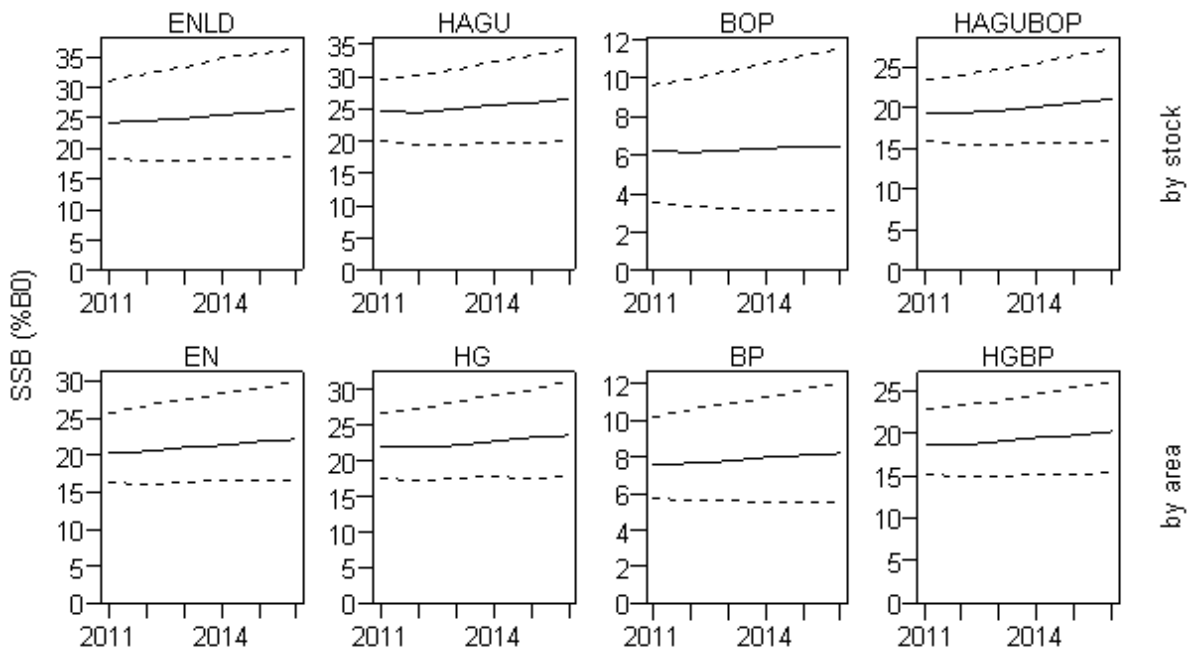 ENLD HAGU BOP HAGUBOP
35 30 25 20 15 10 5 0
35 30 25 20 15 10 5 0
12 10 8 6 4 2 0
25 20 15 10 5 0
2011 2014 2011 2014 2011 2014 2011 2014
by stock
SSB (%B0)
EN HG BP HGBP
30 25 20 15 10 5 0
30 25 20 15 10 5 0
12 10 8 6 4 2 0
25 20 15 10 5 0
2011 2014 2011 2014 2011 2014 2011 2014
by area